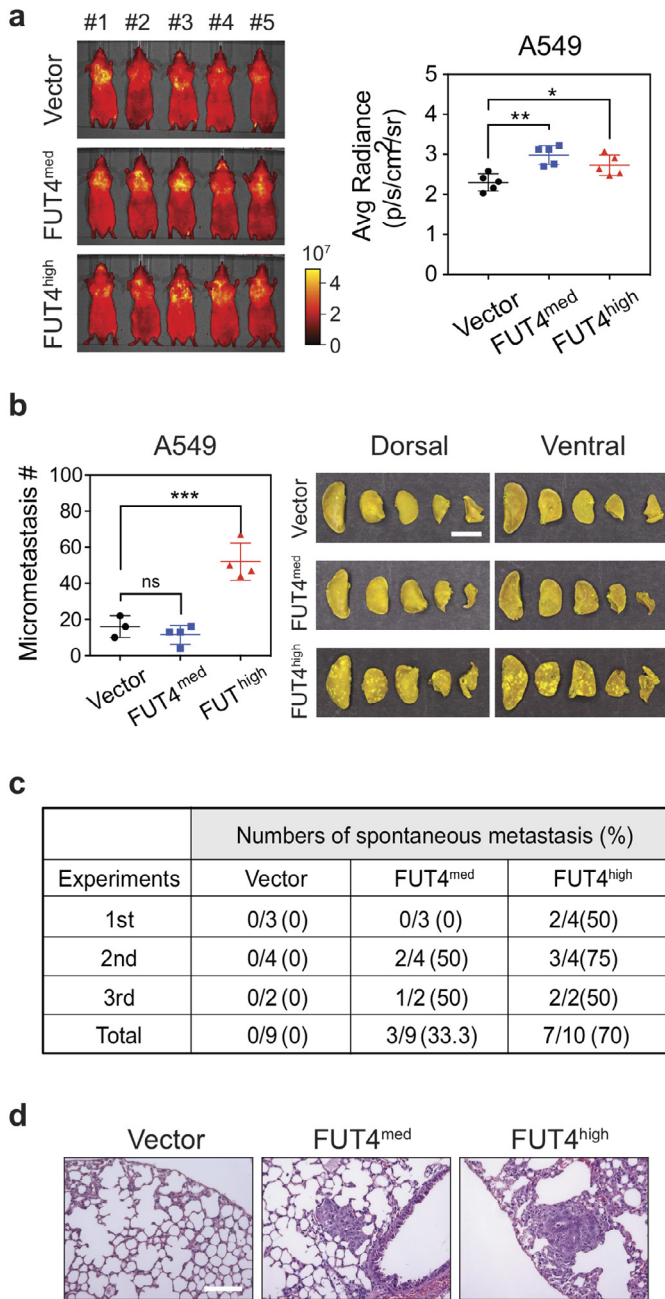 a
#1 #2 #3 #4 #5
Vector
FUT4med
FUT4high
10⁷
4
2
0
A549
Avg Radiance
(p/s/cm²/sr)
5
4
3
2
1
0
**
*
Vector
FUT4med
FUT4high
b
A549
Micrometastasis #
100
80
60
40
20
0
***
ns
Vector
FUT4med
FUThigh
Dorsal Ventral
Vector
FUT4med
FUT4high
c
Numbers of spontaneous metastasis (%)
Experiments Vector FUT4med FUT4high
1st 0/3 (0) 0/3 (0) 2/4(50)
2nd 0/4 (0) 2/4 (50) 3/4(75)
3rd 0/2 (0) 1/2 (50) 2/2(50)
Total 0/9 (0) 3/9 (33.3) 7/10 (70)
d
Vector FUT4med FUT4high